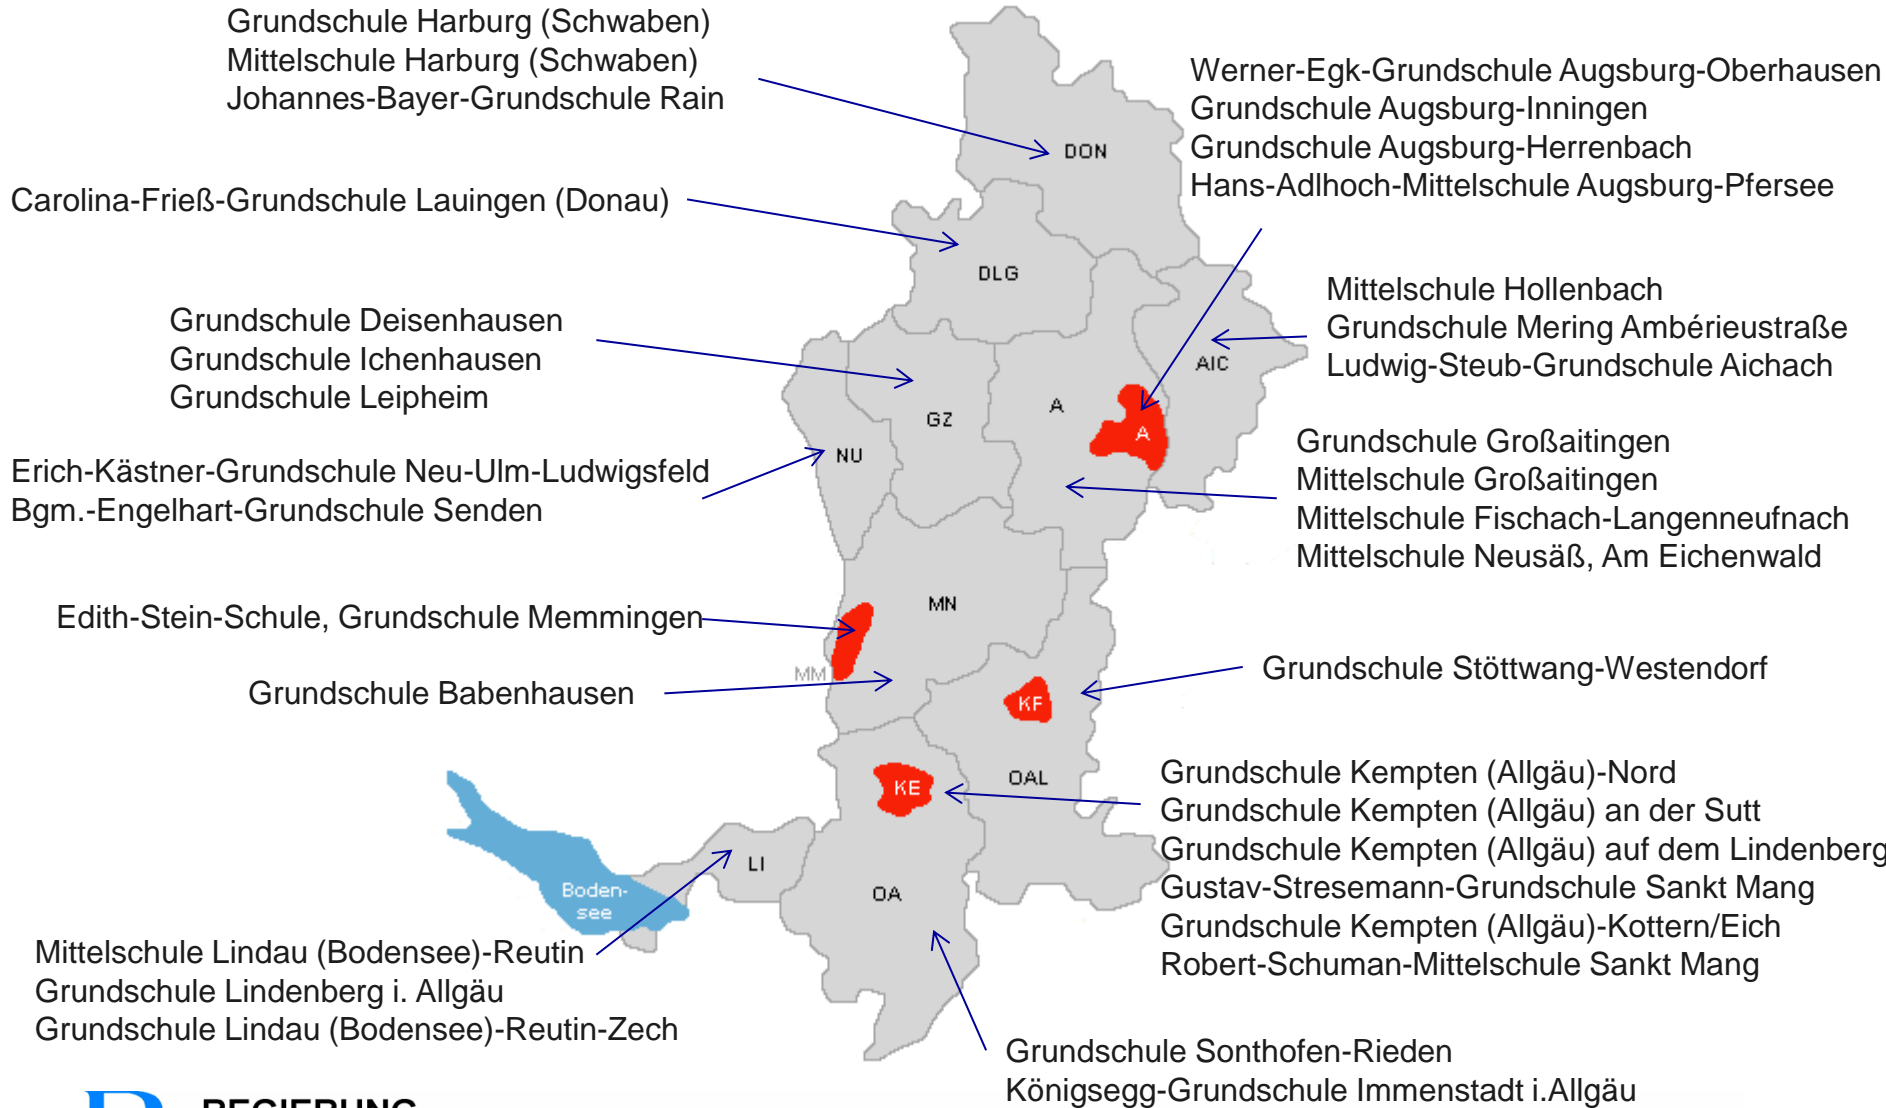 Grundschule Harburg (Schwaben)
Mittelschule Harburg (Schwaben)
Johannes-Bayer-Grundschule Rain
Werner-Egk-Grundschule Augsburg-Oberhausen
Grundschule Augsburg-Inningen
Grundschule Augsburg-Herrenbach
Hans-Adlhoch-Mittelschule Augsburg-Pfersee
DON
Carolina-Frieß-Grundschule Lauingen (Donau)
DLG
Mittelschule Hollenbach
Grundschule Mering Ambérieustraße
Ludwig-Steub-Grundschule Aichach
AIC
Grundschule Deisenhausen
Grundschule Ichenhausen
Grundschule Leipheim
GZ
A
A
NU
Erich-Kästner-Grundschule Neu-Ulm-Ludwigsfeld
Bgm.-Engelhart-Grundschule Senden
Grundschule Großaitingen
Mittelschule Großaitingen
Mittelschule Fischach-Langenneufnach
Mittelschule Neusäß, Am Eichenwald
MN
Edith-Stein-Schule, Grundschule Memmingen
MM
Grundschule Babenhausen
Grundschule Stöttwang-Westendorf
KF
KE
OAL
Grundschule Kempten (Allgäu)-Nord
Grundschule Kempten (Allgäu) an der Sutt
Grundschule Kempten (Allgäu) auf dem Lindenberg
Gustav-Stresemann-Grundschule Sankt Mang
Grundschule Kempten (Allgäu)-Kottern/Eich
Robert-Schuman-Mittelschule Sankt Mang
LI
OA
Boden-
see
Mittelschule Lindau (Bodensee)-Reutin
Grundschule Lindenberg i. Allgäu
Grundschule Lindau (Bodensee)-Reutin-Zech
Grundschule Sonthofen-Rieden
Königsegg-Grundschule Immenstadt i.Allgäu
REGIERUNG